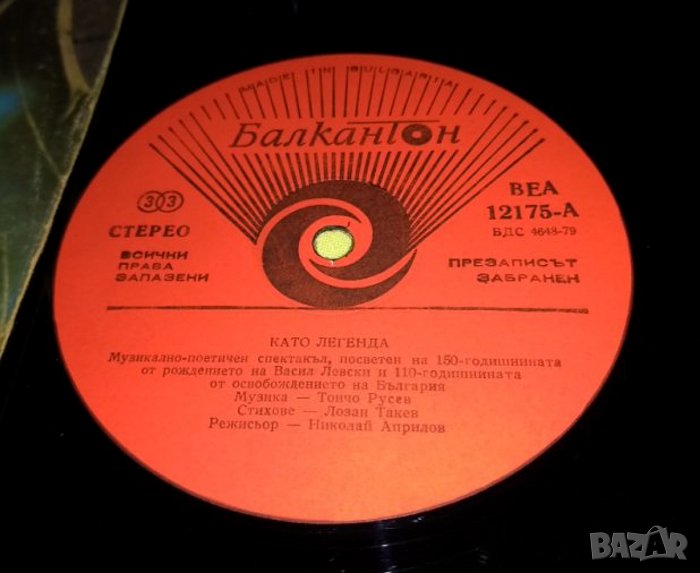 MADE IN BULGARIA
Балкантон
33
СТЕРЕО
ВСИЧКИ
ПРАВА
ЗАПАЗЕНИ
ВЕА
12175-А
БДС 4648-79
ПРЕЗАПИСЪТ
ЗАБРАНЕН
КАТО ЛЕГЕНДА
Музикално-поетичен спектакъл, посветен на 150-годишнината
от рождението на Васил Левски и 110-годишнината
от освобождението на България
Музика — Тончо Русев
Стихове — Лозан Такев
Режисьор — Николай Априлов
BAZAR